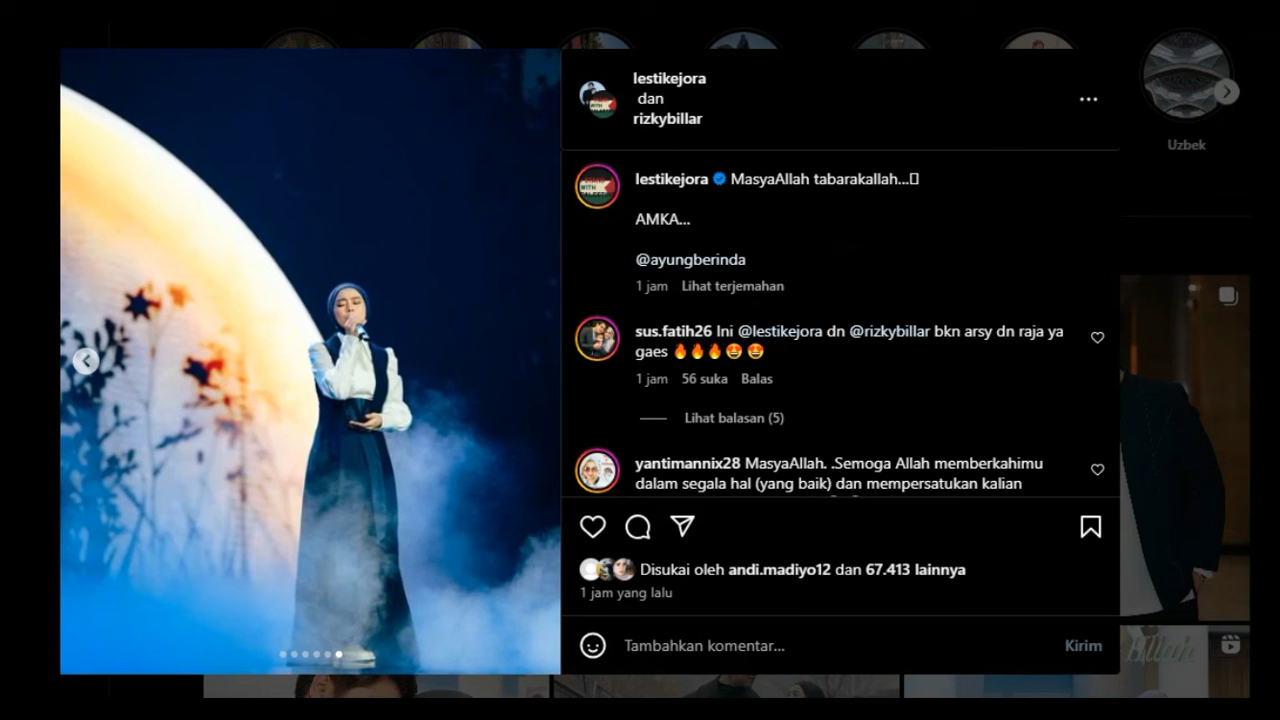 lestikejora
dan
rizkybillar
Uzbek
lestikejora MasyaAllah tabarakallah...▯
AMKA...
@ayungberinda
1 jam Lihat terjemahan
sus.fatih26 Ini @lestikejora dn @rizkybillar bkn arsy dn raja ya
gaes 🔥🔥🔥😍😍
1 jam 56 suka Balas
Lihat balasan (5)
yantimannix28 MasyaAllah. .Semoga Allah memberkahimu
dalam segala hal (yang baik) dan mempersatukan kalian
Disukai oleh andi.madiyo12 dan 67.413 lainnya
1 jam yang lalu
Tambahkan komentar...
Kirim